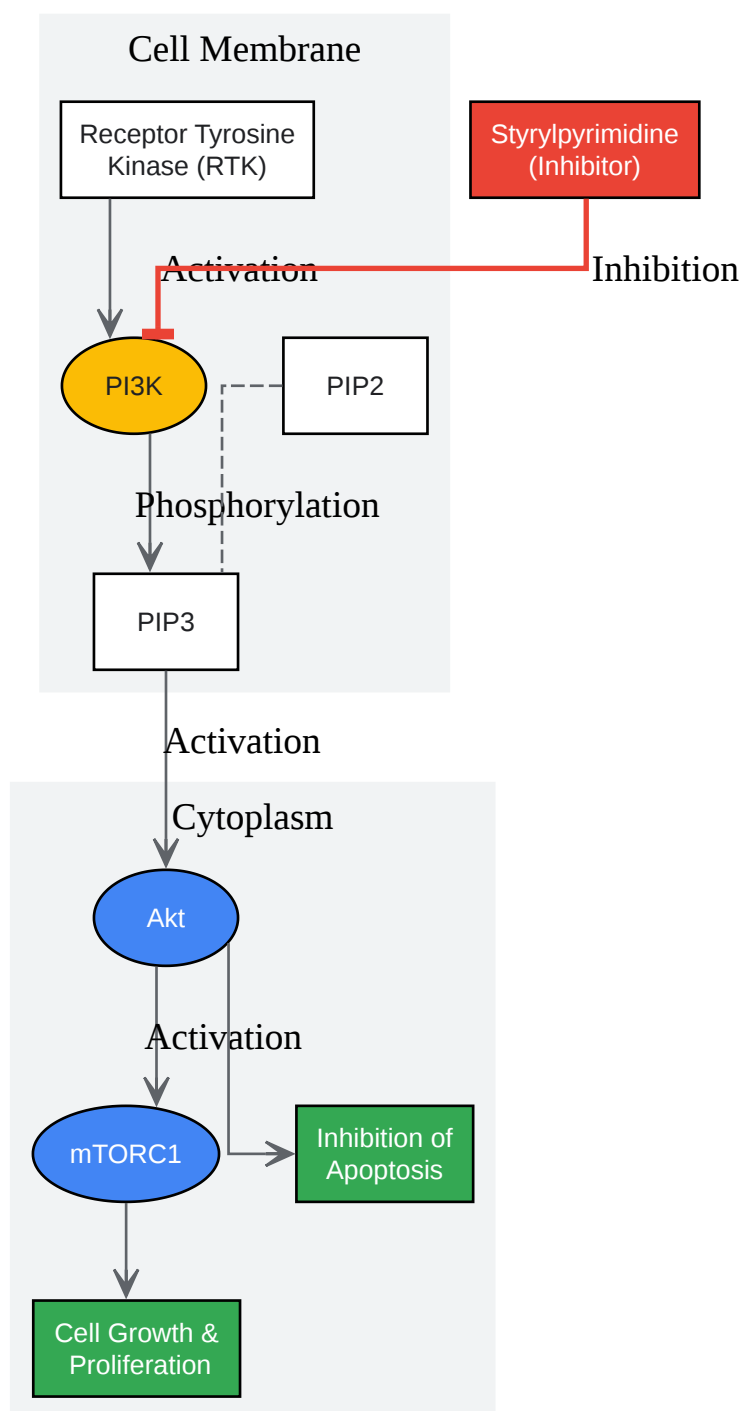 Cell Membrane
Receptor Tyrosine
Kinase (RTK)
Styrylpyrimidine
(Inhibitor)
Activation
Inhibition
PI3K
PIP2
Phosphorylation
PIP3
Activation
Cytoplasm
Akt
Activation
mTORC1
Inhibition of
Apoptosis
Cell Growth &
Proliferation